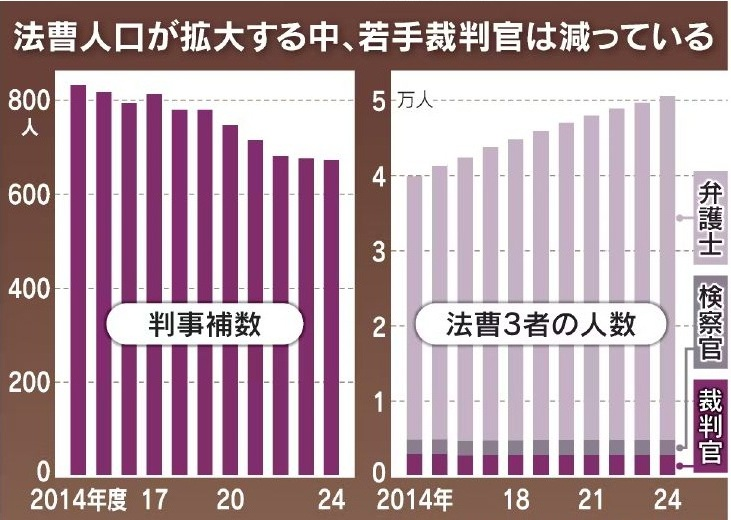 法曹人口が拡大する中、若手裁判官は減っている
800
人
600
400
200
0
判事補数
2014年度 17 20 24
5 万人
4
3
2
1
0
法曹3者の人数
2014年 18 21 24
弁護士
検察官
裁判官